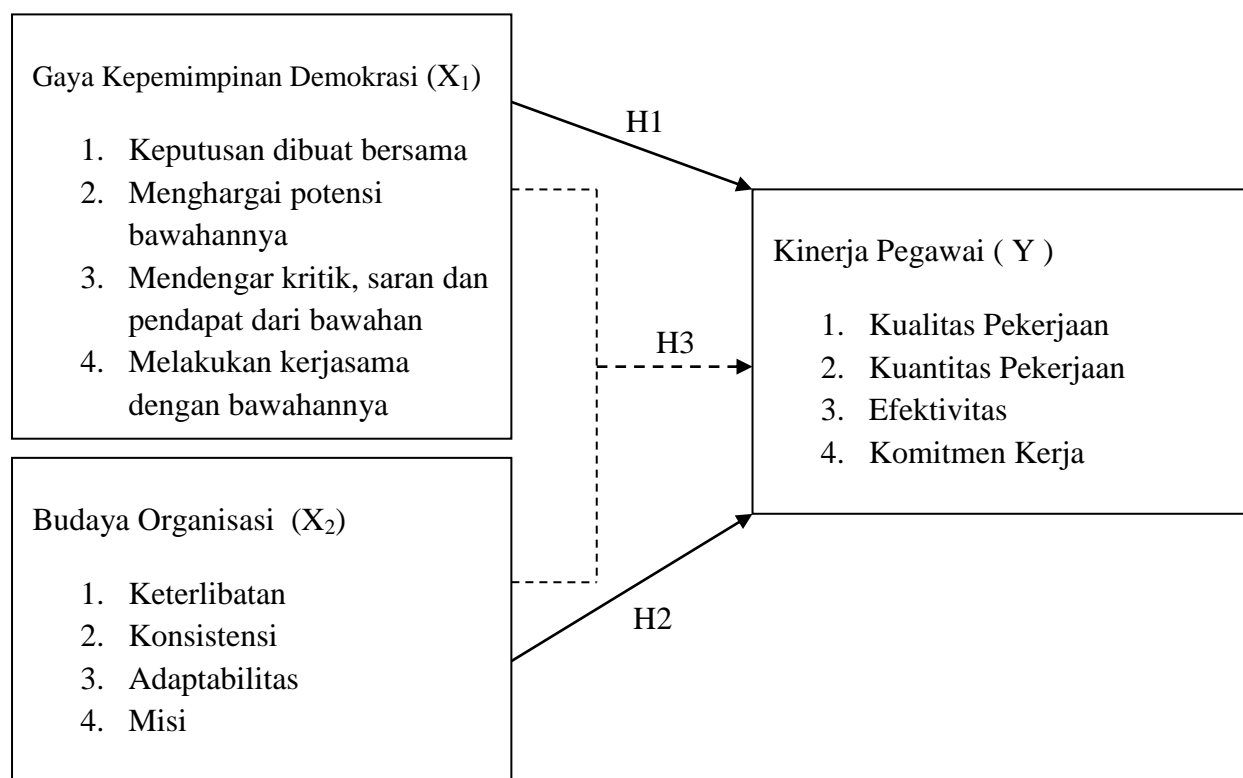 Gaya Kepemimpinan Demokrasi (X₁)
1. Keputusan dibuat bersama
2. Menghargai potensi
bawahannya
3. Mendengar kritik, saran dan
pendapat dari bawahan
4. Melakukan kerjasama
dengan bawahannya
Budaya Organisasi (X₂)
1. Keterlibatan
2. Konsistensi
3. Adaptabilitas
4. Misi
H1
H3
H2
Kinerja Pegawai ( Y )
1. Kualitas Pekerjaan
2. Kuantitas Pekerjaan
3. Efektivitas
4. Komitmen Kerja